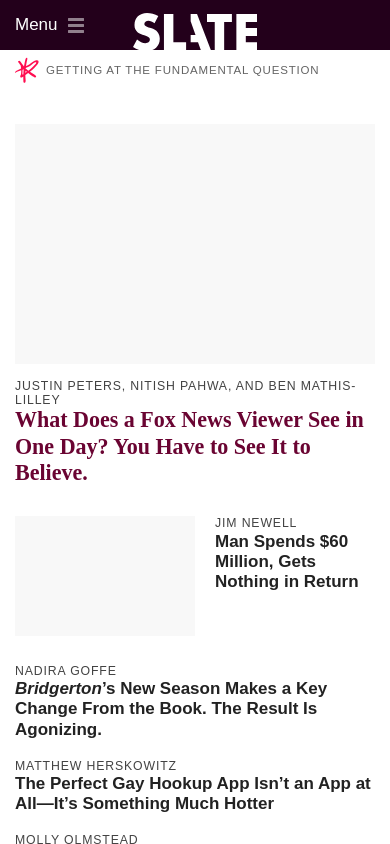 Menu
SLATE
GETTING AT THE FUNDAMENTAL QUESTION
JUSTIN PETERS, NITISH PAHWA, AND BEN MATHIS-
LILLEY
What Does a Fox News Viewer See in
One Day? You Have to See It to
Believe.
JIM NEWELL
Man Spends $60
Million, Gets
Nothing in Return
NADIRA GOFFE
Bridgerton’s New Season Makes a Key
Change From the Book. The Result Is
Agonizing.
MATTHEW HERSKOWITZ
The Perfect Gay Hookup App Isn’t an App at
All—It’s Something Much Hotter
MOLLY OLMSTEAD